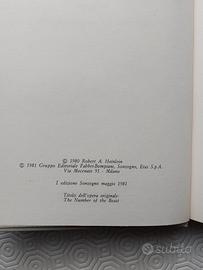 © 1980 Robert A. Heinlein
© 1981 Gruppo Editoriale Fabbri-Bompiani, Sonzogno, Etas S.p.A.
Via Mecenate 91 - Milano
I edizione Sonzogno maggio 1981
Titolo dell'opera originale:
The Number of the Beast
subito